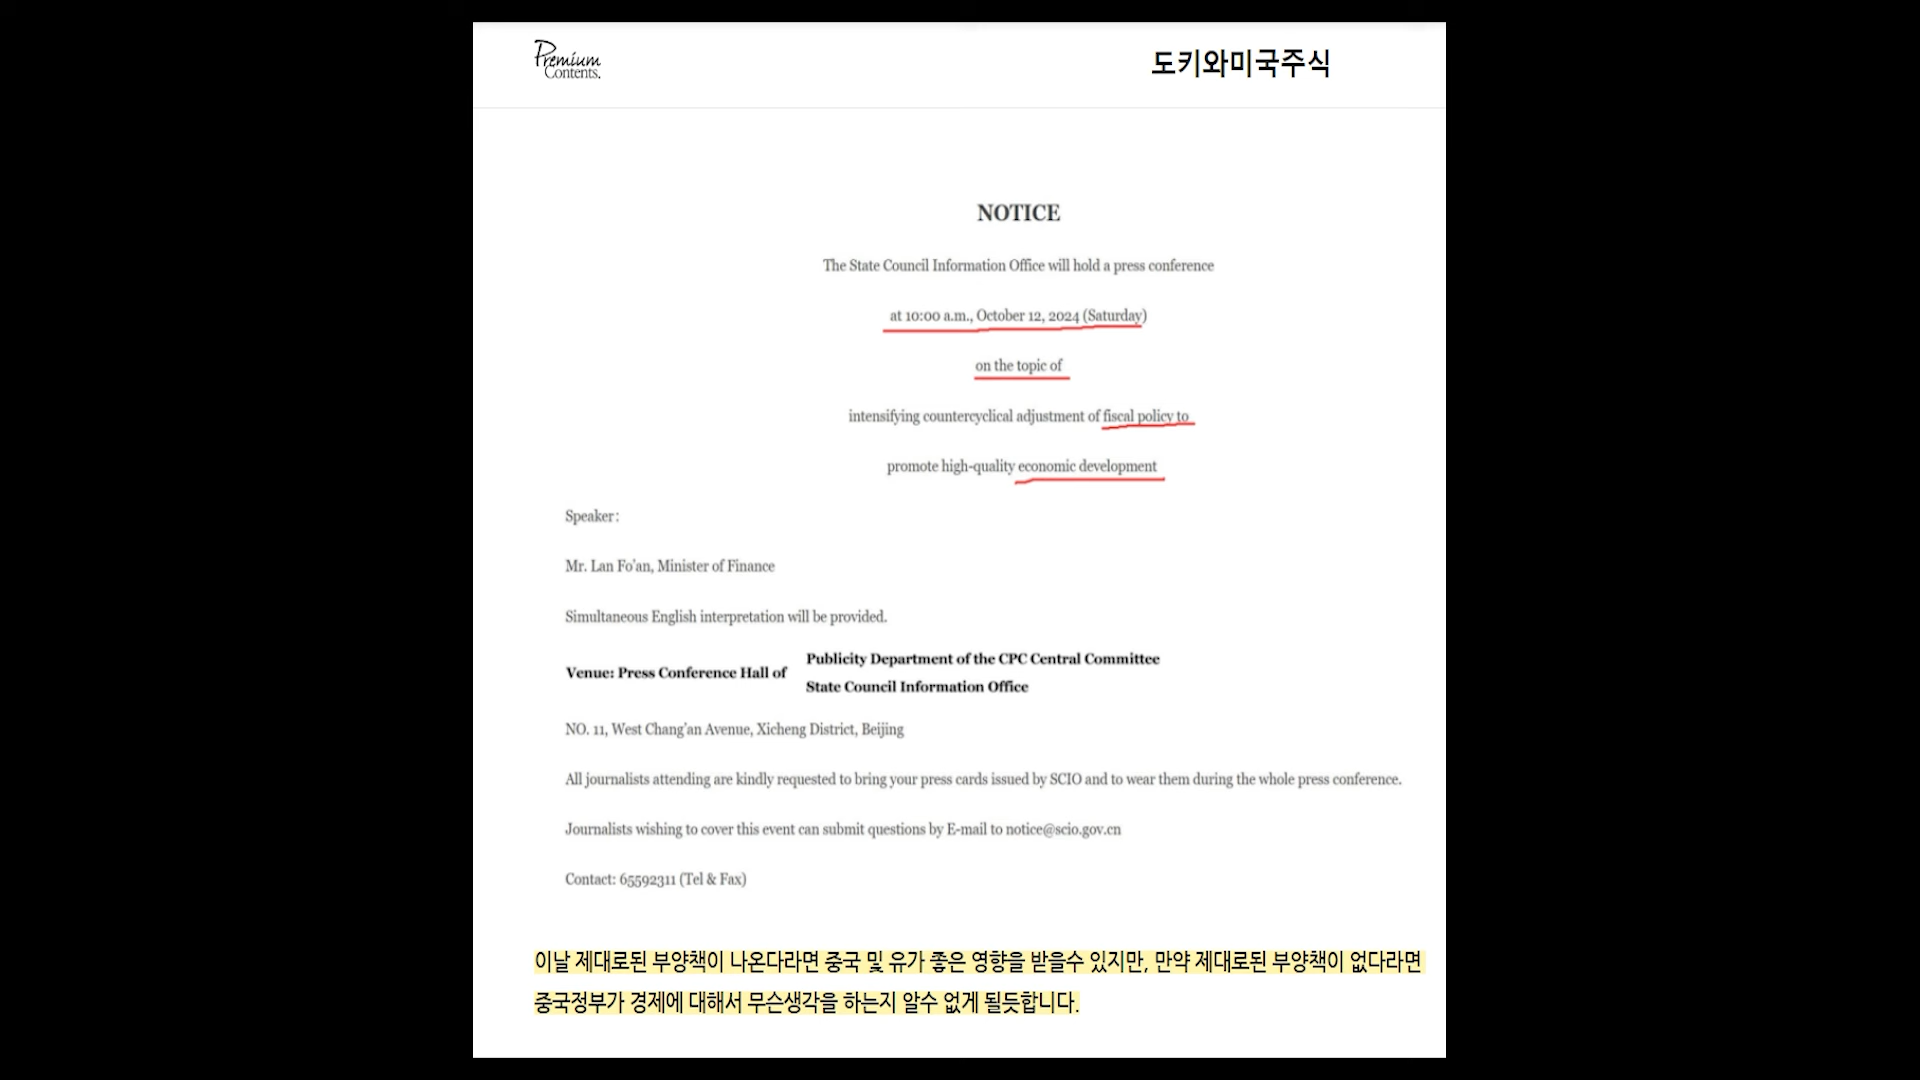 Premium
Contents.
도키와미국주식
NOTICE
The State Council Information Office will hold a press conference
at 10:00 a.m., October 12, 2024 (Saturday)
on the topic of
intensifying countercyclical adjustment of fiscal policy to
promote high-quality economic development
Speaker:
Mr. Lan Fo'an, Minister of Finance
Simultaneous English interpretation will be provided.
Venue: Press Conference Hall of
Publicity Department of the CPC Central Committee
State Council Information Office
NO. 11, West Chang'an Avenue, Xicheng District, Beijing
All journalists attending are kindly requested to bring your press cards issued by SCIO and to wear them during the whole press conference.
Journalists wishing to cover this event can submit questions by E-mail to notice@scio.gov.cn
Contact: 65592311 (Tel & Fax)
이날 제대로된 부양책이 나온다라면 중국 및 유가 좋은 영향을 받을수 있지만, 만약 제대로된 부양책이 없다라면
중국정부가 경제에 대해서 무슨생각을 하는지 알수 없게 될듯합니다.